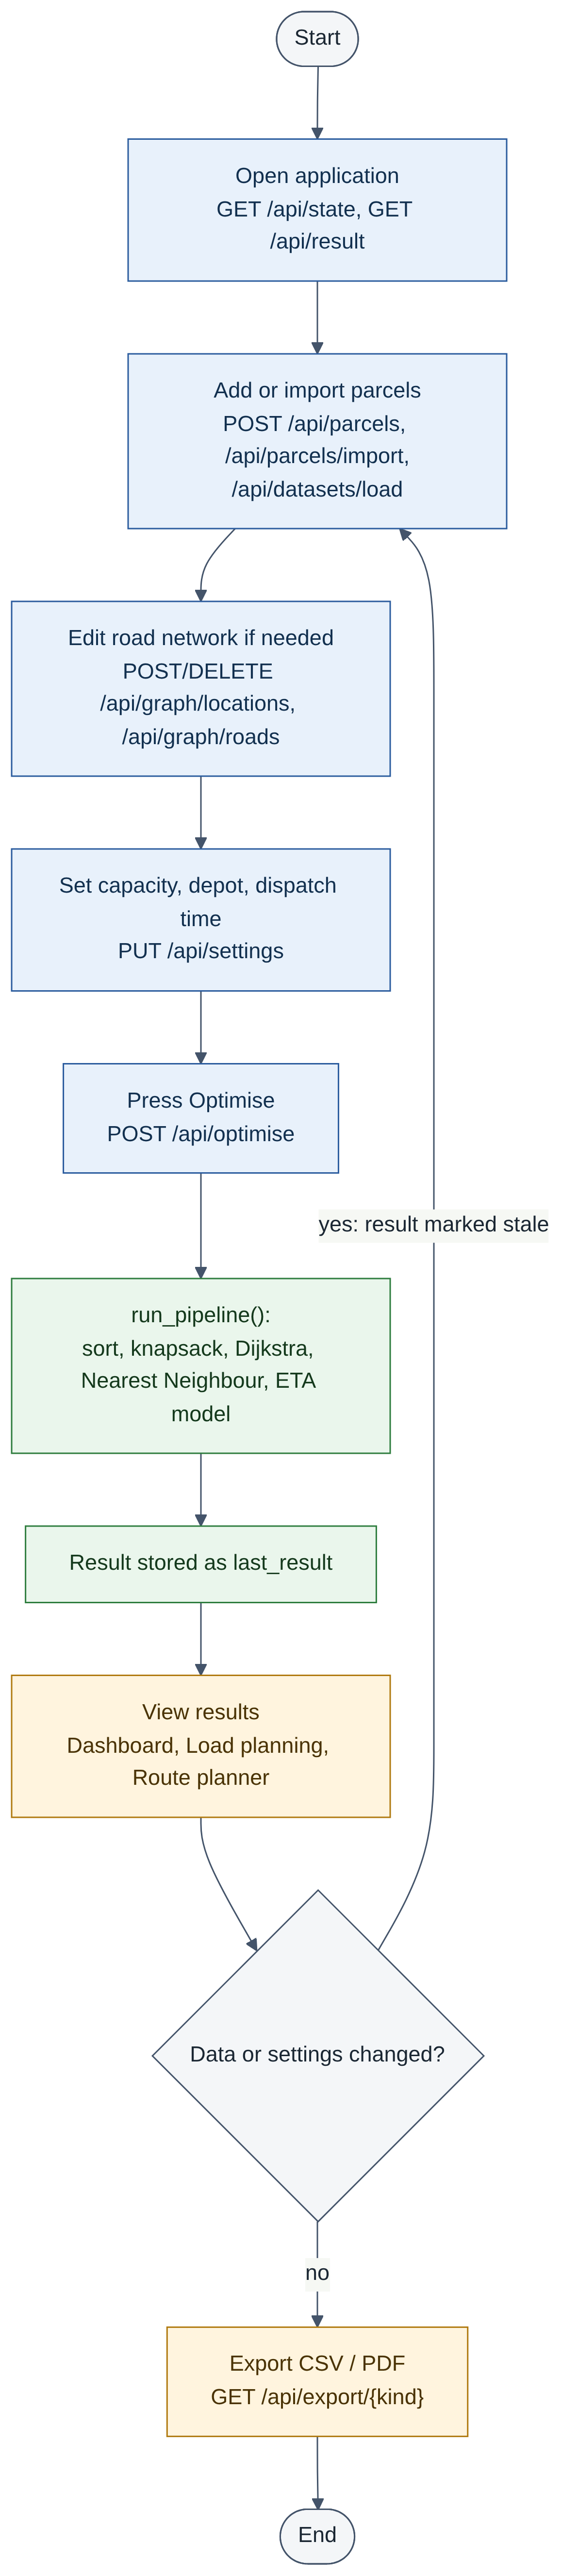 Start
Open application
GET /api/state, GET
/api/result
Add or import parcels
POST /api/parcels,
/api/parcels/import,
/api/datasets/load
Edit road network if needed
POST/DELETE
/api/graph/locations,
/api/graph/roads
Set capacity, depot, dispatch
time
PUT /api/settings
Press Optimise
POST /api/optimise
yes: result marked stale
run_pipeline():
sort, knapsack, Dijkstra,
Nearest Neighbour, ETA
model
Result stored as last_result
View results
Dashboard, Load planning,
Route planner
Data or settings changed?
no
Export CSV / PDF
GET /api/export/{kind}
End